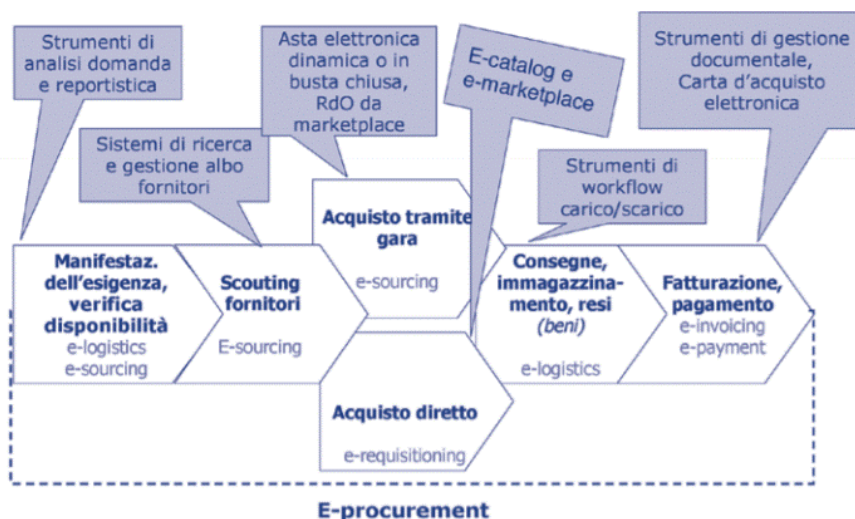 Strumenti di
analisi domanda
e reportistica
Sistemi di ricerca
e gestione albo
fornitori
Asta elettronica
dinamica o in
busta chiusa,
RdO da
marketplace
E-catalog e
e-marketplace
Strumenti di
workflow
carico/scarico
Strumenti di gestione
documentale,
Carta d'acquisto
elettronica
Manifestaz.
dell'esigenza,
verifica
disponibilità
e-logistics
e-sourcing
Scouting
fornitori
E-sourcing
Acquisto tramite
gara
e-sourcing
Acquisto diretto
e-requisitioning
Consegne,
immagazzina-
mento, resi
(beni)
e-logistics
Fatturazione,
pagamento
e-invoicing
e-payment
E-procurement